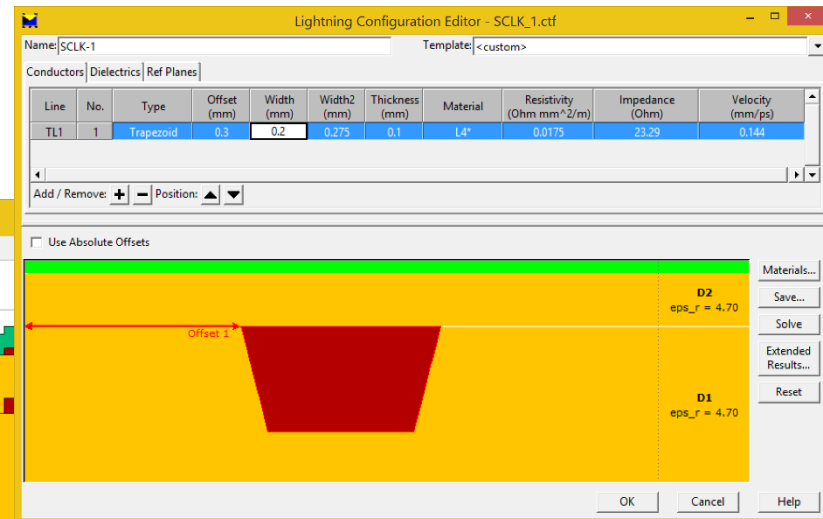 Lightning Configuration Editor - SCLK_1.ctf
Name: SCLK-1 Template: <custom>
Conductors Dielectrics Ref Planes
Line No. Type Offset (mm) Width (mm) Width2 (mm) Thickness (mm) Material Resistivity (Ohm mm^2/m) Impedance (Ohm) Velocity (mm/ps)
TL1 1 Trapezoid 0.3 0.2 0.275 0.1 L4* 0.0175 23.29 0.144
Add / Remove: Position:
Use Absolute Offsets
Materials...
D2
eps_r = 4.70
Save...
Solve
Offset 1
Extended Results...
Reset
D1
eps_r = 4.70
OK Cancel Help